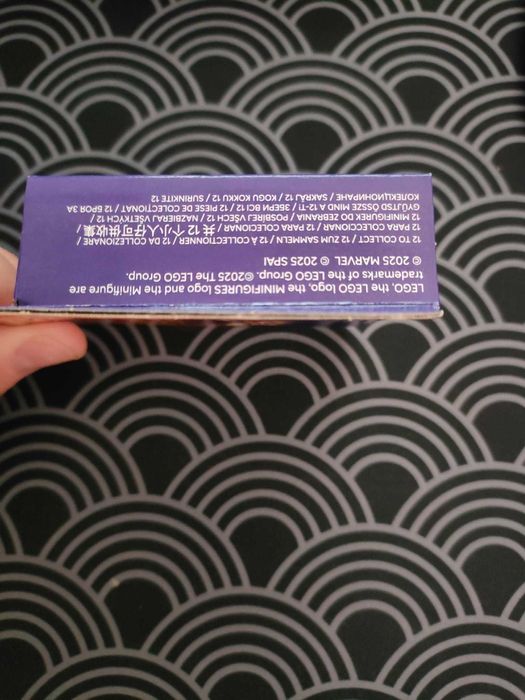 LEGO, the LEGO logo, the MINIFIGURES logo and the Minifigure are
trademarks of the LEGO Group. ©2025 The LEGO Group.
© 2025 MARVEL © 2025 SPAI
12 TO COLLECT / 12 ZUM SAMMELN / 12 À COLLECTIONNER / 12 DA COLLEZIONARE /
12 PARA COLECCIONAR / 12 PARA COLECIONAR / 共 12 个小人仔可供收集 /
12 MINIFIGUREK DO ZEBRANIA / 12 POSBÍREJ VŠECH / NAZBIERAJ VŠETKÝCH 12 /
GYŰJTSD ÖSSZE MIND A 12-T! / ЗБЕРИ ВСІ 12 / 12 PIESE DE COLECȚIONAT / 12 БРОЯ ЗА
КОЛЕКЦИОНИРАНЕ / SAKRĀJ 12 / KOGU KOKKU 12 / SURINKITE 12